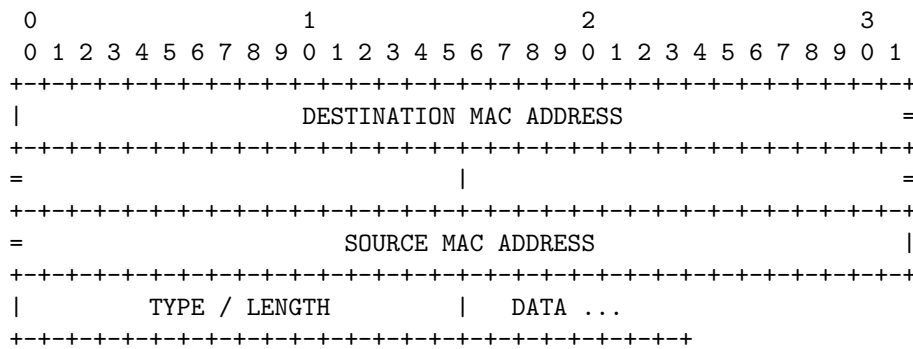 0                   1                   2                   3
0 1 2 3 4 5 6 7 8 9 0 1 2 3 4 5 6 7 8 9 0 1 2 3 4 5 6 7 8 9 0 1
+-+-+-+-+-+-+-+-+-+-+-+-+-+-+-+-+-+-+-+-+-+-+-+-+-+-+-+-+-+-+-+-+
|                    DESTINATION MAC ADDRESS                    =
+-+-+-+-+-+-+-+-+-+-+-+-+-+-+-+-+-+-+-+-+-+-+-+-+-+-+-+-+-+-+-+-+
=                               |                               =
+-+-+-+-+-+-+-+-+-+-+-+-+-+-+-+-+-+-+-+-+-+-+-+-+-+-+-+-+-+-+-+-+
=                       SOURCE MAC ADDRESS                      |
+-+-+-+-+-+-+-+-+-+-+-+-+-+-+-+-+-+-+-+-+-+-+-+-+-+-+-+-+-+-+-+-+
|         TYPE / LENGTH         |   DATA ...
+-+-+-+-+-+-+-+-+-+-+-+-+-+-+-+-+-+-+-+-+-+-+-+-+